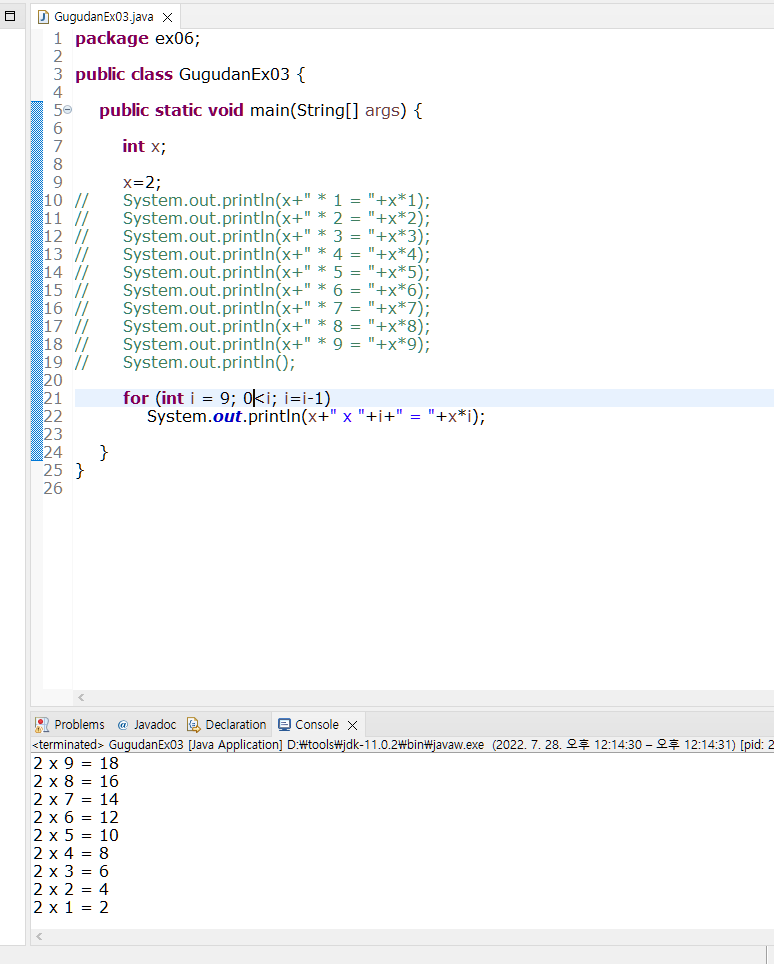 GugudanEx03.java
1 package ex06;
2
3 public class GugudanEx03 {
4
5 public static void main(String[] args) {
6
7 int x;
8
9 x=2;
10 // System.out.println(x+" * 1 = "+x*1);
11 // System.out.println(x+" * 2 = "+x*2);
12 // System.out.println(x+" * 3 = "+x*3);
13 // System.out.println(x+" * 4 = "+x*4);
14 // System.out.println(x+" * 5 = "+x*5);
15 // System.out.println(x+" * 6 = "+x*6);
16 // System.out.println(x+" * 7 = "+x*7);
17 // System.out.println(x+" * 8 = "+x*8);
18 // System.out.println(x+" * 9 = "+x*9);
19 // System.out.println();
20
21 for (int i = 9; 0<i; i=i-1)
22 System.out.println(x+" x "+i+" = "+x*i);
23
24 }
25 }
26
Problems @ Javadoc Declaration Console
<terminated> GugudanEx03 [Java Application] D:₩tools₩jdk-11.0.2₩bin₩javaw.exe (2022. 7. 28. 오후 12:14:30 – 오후 12:14:31) [pid: 2
2 x 9 = 18
2 x 8 = 16
2 x 7 = 14
2 x 6 = 12
2 x 5 = 10
2 x 4 = 8
2 x 3 = 6
2 x 2 = 4
2 x 1 = 2